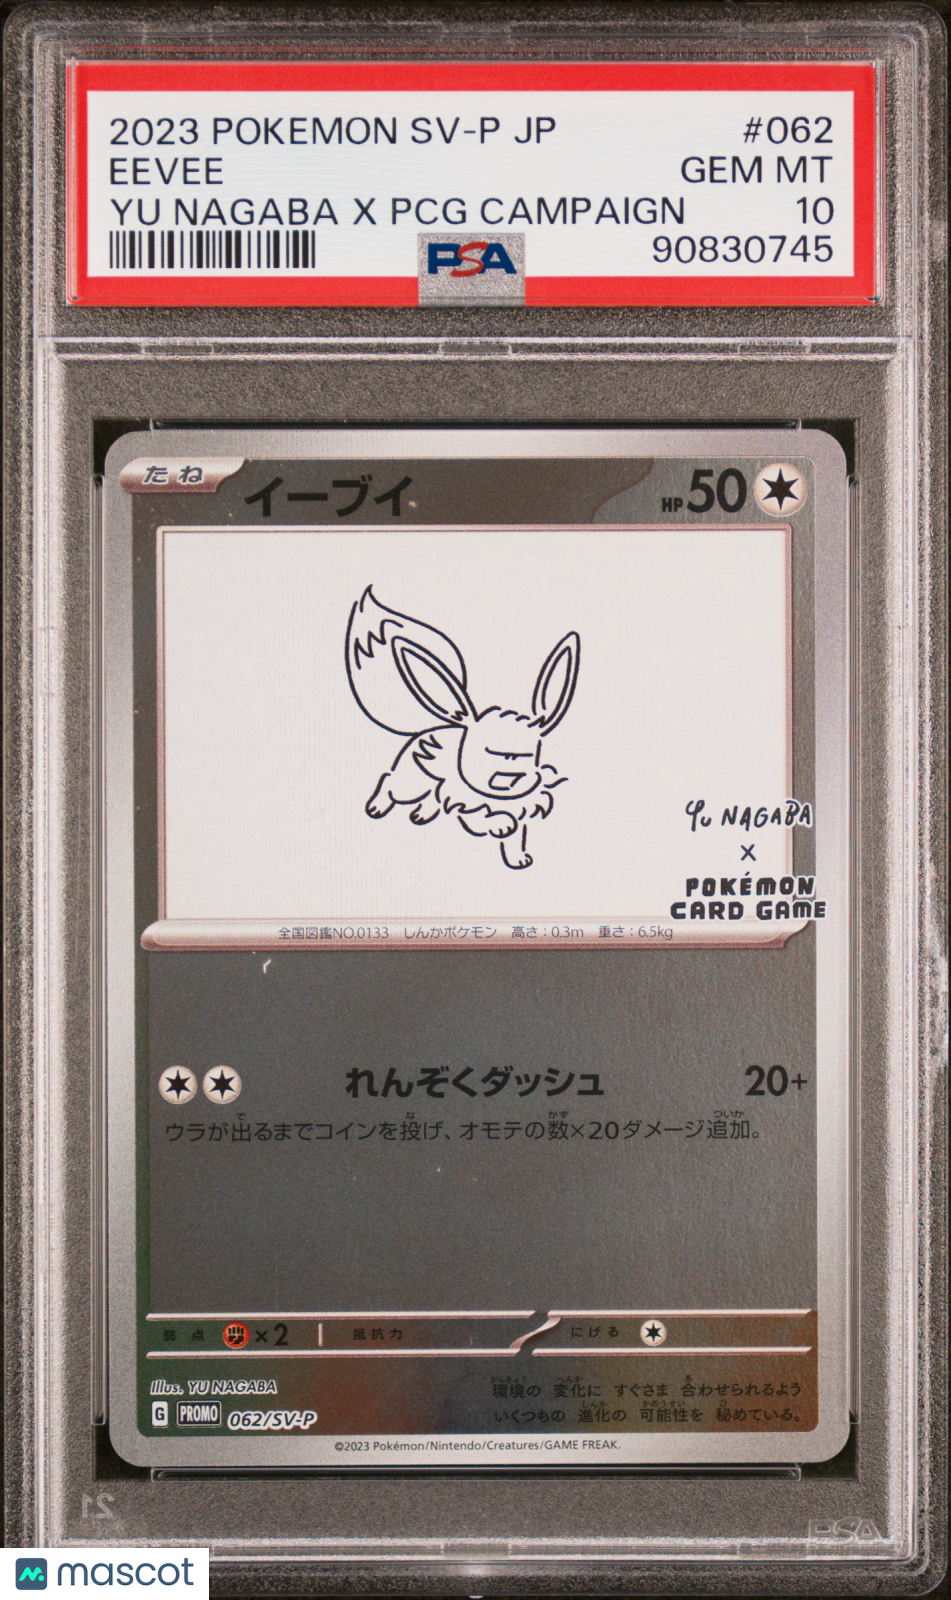 2023 POKEMON SV-P JP #062
EEVEE GEM MT
YU NAGABA X PCG CAMPAIGN 10
PSA 90830745
たね イーブイ HP50
Yu NAGABA
×
POKÉMON
CARD GAME
全国図鑑NO.0133 しんかポケモン 高さ:0.3m 重さ:6.5kg
れんぞくダッシュ 20+
ウラが出るまでコインを投げ、オモテの数×20ダメージ追加。
弱点 ×2 抵抗力 にげる
Illus. YU NAGABA
環境の 変化に すぐさま 合わせられるよう
G PROMO 062/SV-P
いくつもの 進化の 可能性を 秘めている。
©2023 Pokémon/Nintendo/Creatures/GAME FREAK.
21
PSA
mascot